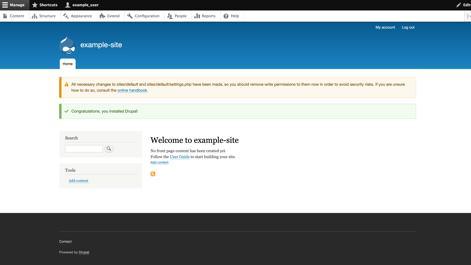 Manage Shortcuts example_user Edit
Content Structure Appearance Extend Configuration People Reports Help
My account Log out
example-site
Home
All necessary changes to sites/default and sites/default/settings.php have been made, so you should remove write permissions to them now in order to avoid security risks. If you are unsure
how to do so, consult the online handbook.
Congratulations, you installed Drupal!
Search
Tools
Add content
Welcome to example-site
No front page content has been created yet.
Follow the User Guide to start building your site.
Add content
Contact
Powered by Drupal